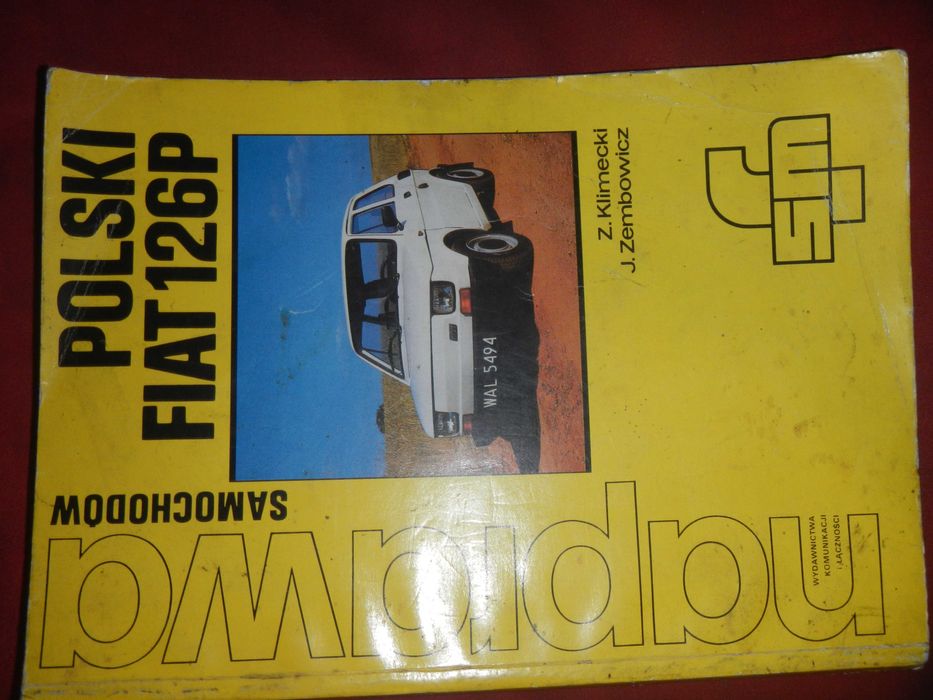 naprawa
SAMOCHODÓW
POLSKI
FIAT 126P
WAL 5494
Z. Klimecki
J. Zembowicz
WYDAWNICTWA
KOMUNIKACJI
I ŁĄCZNOŚCI